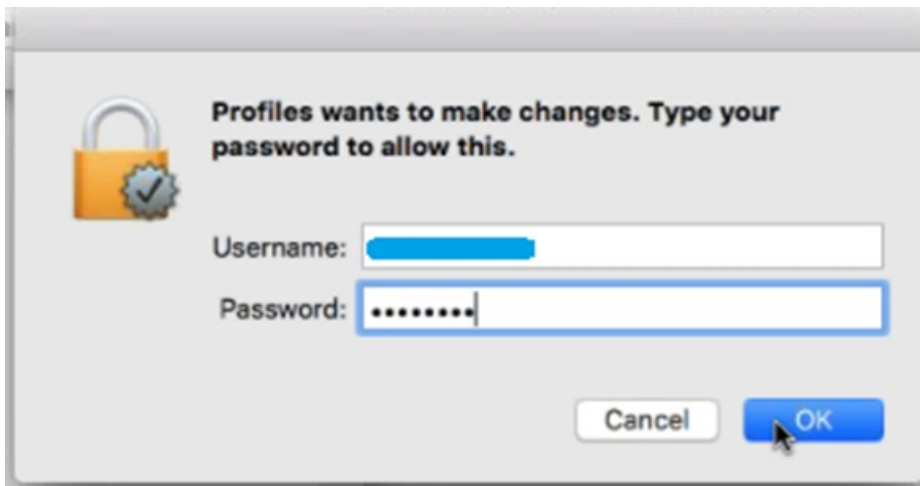 Profiles wants to make changes. Type your
password to allow this.
Username:
Password: ••••••••
Cancel
OK